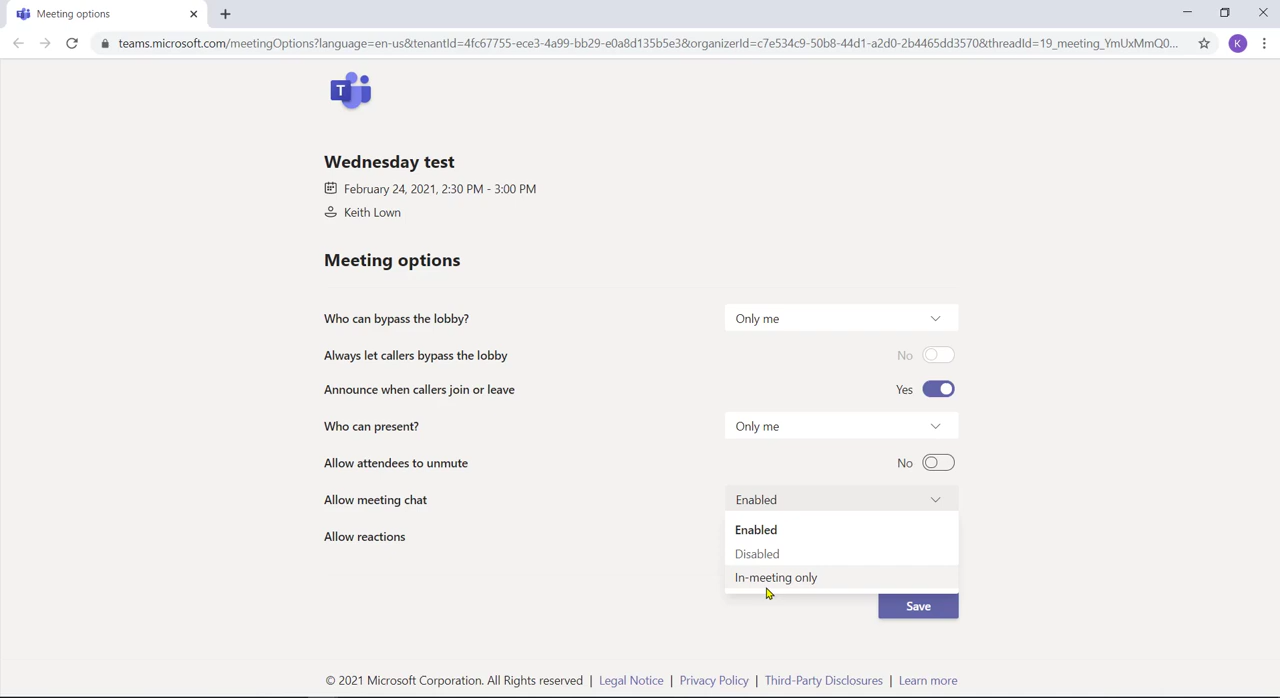 Meeting options
teams.microsoft.com/meetingOptions?language=en-us&tenantId=4fc67755-ece3-4a99-bb29-e0a8d135b5e3&organizerId=c7e534c9-50b8-44d1-a2d0-2b4465dd3570&threadId=19_meeting_YmUxMmQ0...
K
T
Wednesday test
February 24, 2021, 2:30 PM - 3:00 PM
Keith Lown
Meeting options
Who can bypass the lobby? Only me
Always let callers bypass the lobby No
Announce when callers join or leave Yes
Who can present? Only me
Allow attendees to unmute No
Allow meeting chat Enabled
Enabled
Allow reactions
Disabled
In-meeting only
Save
© 2021 Microsoft Corporation. All Rights reserved | Legal Notice | Privacy Policy | Third-Party Disclosures | Learn more